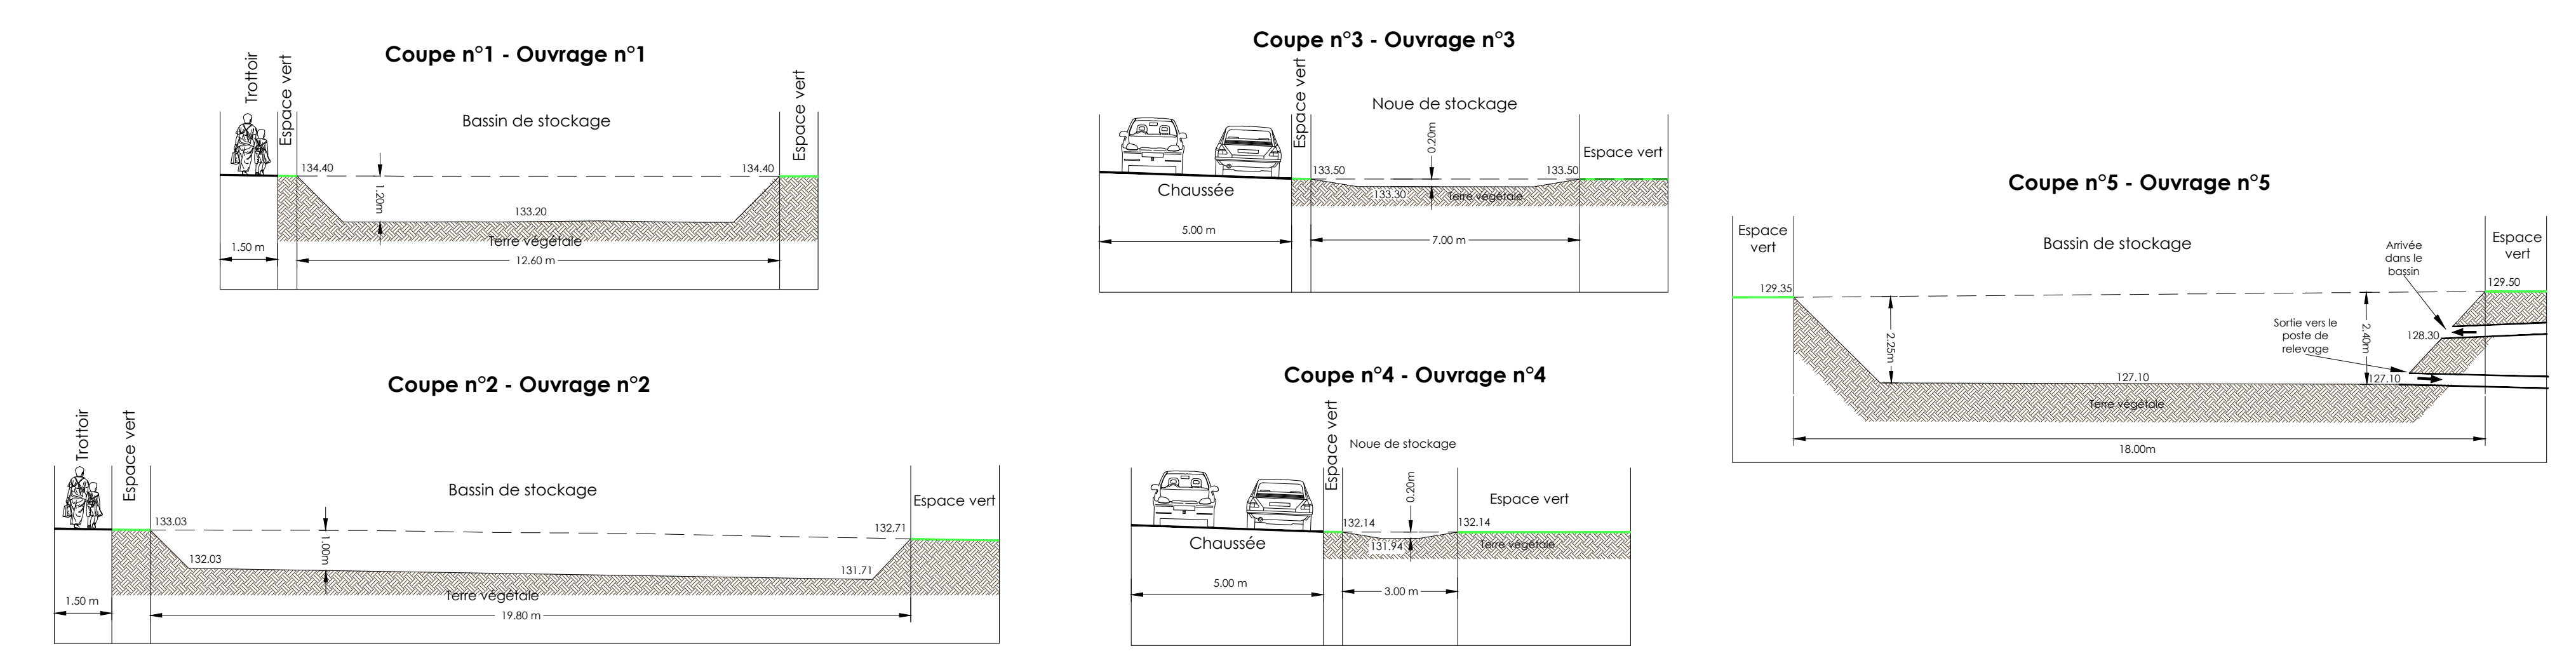 Coupe n°1 - Ouvrage n°1
Trottoir
Espace vert
Bassin de stockage
Espace vert
134.40
134.40
1.20m
133.20
Terre végétale
1.50 m
12.60 m
Coupe n°2 - Ouvrage n°2
Trottoir
Espace vert
Bassin de stockage
Espace vert
133.03
132.71
1.00m
132.03
131.71
Terre végétale
1.50 m
19.80 m
Coupe n°3 - Ouvrage n°3
Espace vert
Noue de stockage
0.20m
Espace vert
133.50
133.50
Chaussée
133.30
Terre végétale
5.00 m
7.00 m
Coupe n°4 - Ouvrage n°4
Espace vert
Noue de stockage
0.20m
Espace vert
132.14
132.14
Chaussée
131.94
Terre végétale
5.00 m
3.00 m
Coupe n°5 - Ouvrage n°5
Espace
vert
Bassin de stockage
Arrivée
dans le
bassin
Espace
vert
129.35
129.50
Sortie vers le
poste de
relevage
128.30
2.25m
2.40m
127.10
127.10
Terre végétale
18.00m